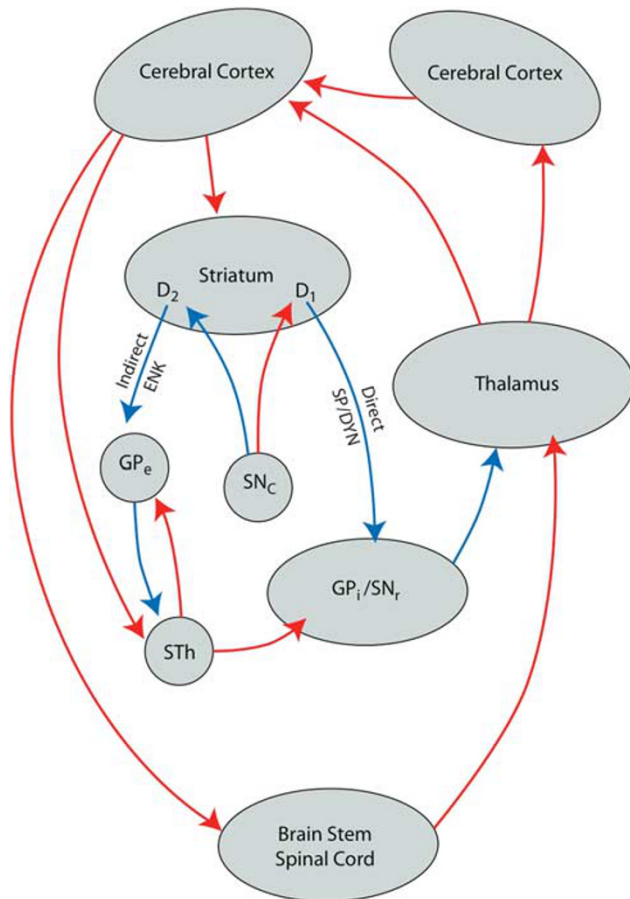 Cerebral Cortex
Cerebral Cortex
Striatum
D₂
D₁
Indirect
ENK
Direct
SP/DYN
Thalamus
GPₑ
SN_C
GPᵢ/SNᵣ
STh
Brain Stem
Spinal Cord